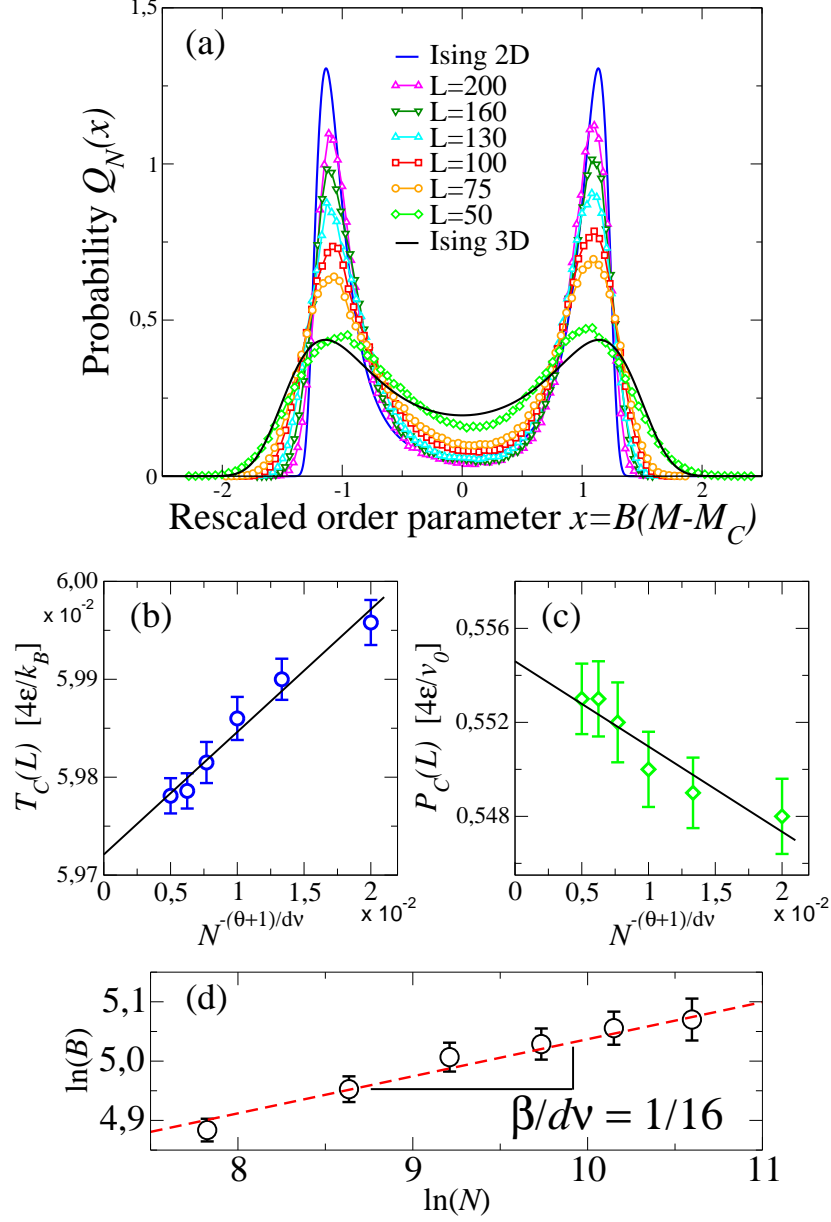 (a)
Ising 2D
L=200
L=160
L=130
L=100
L=75
L=50
Ising 3D
1,5
1
0,5
0
Probability Q_N(x)
-2 -1 0 1 2
Rescaled order parameter x=B(M-M_C)
(b)
6,00
x 10^-2
5,99
5,98
5,97
T_C(L) [4ε/k_B]
0 0,5 1 1,5 2
x 10^-2
N^-(θ+1)/dν
(c)
0,556
0,552
0,548
P_C(L) [4ε/v_0]
0 0,5 1 1,5 2
x 10^-2
N^-(θ+1)/dν
(d)
5,1
5,0
4,9
ln(B)
β/dν = 1/16
8 9 10 11
ln(N)